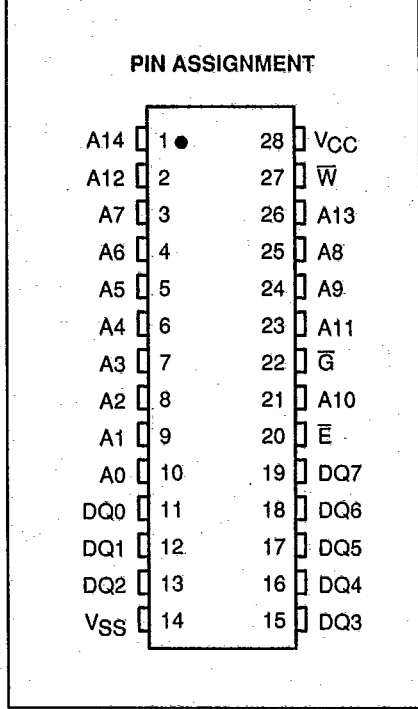 PIN ASSIGNMENT
A14 1 28 VCC
A12 2 27 W̅
A7 3 26 A13
A6 4 25 A8
A5 5 24 A9
A4 6 23 A11
A3 7 22 G̅
A2 8 21 A10
A1 9 20 E̅
A0 10 19 DQ7
DQ0 11 18 DQ6
DQ1 12 17 DQ5
DQ2 13 16 DQ4
VSS 14 15 DQ3